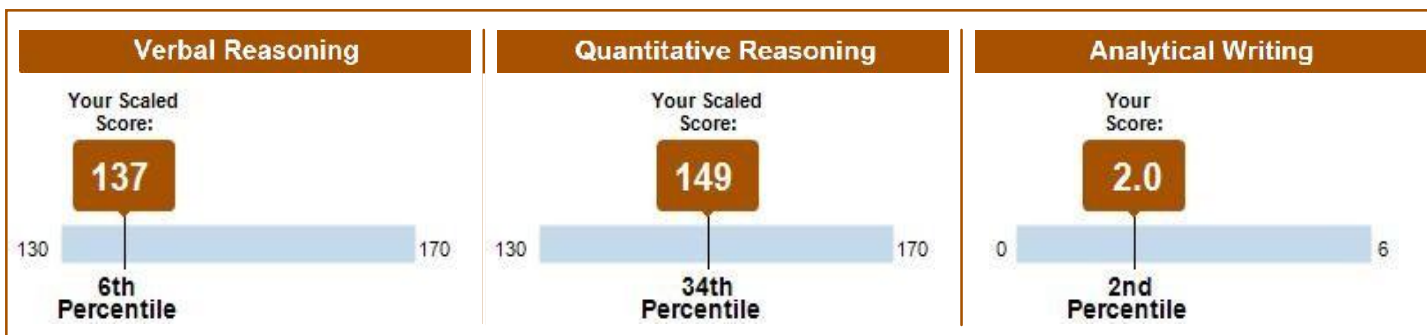 Verbal Reasoning
Your Scaled
Score:
137
130
170
6th
Percentile
Quantitative Reasoning
Your Scaled
Score:
149
130
170
34th
Percentile
Analytical Writing
Your
Score:
2.0
0
6
2nd
Percentile